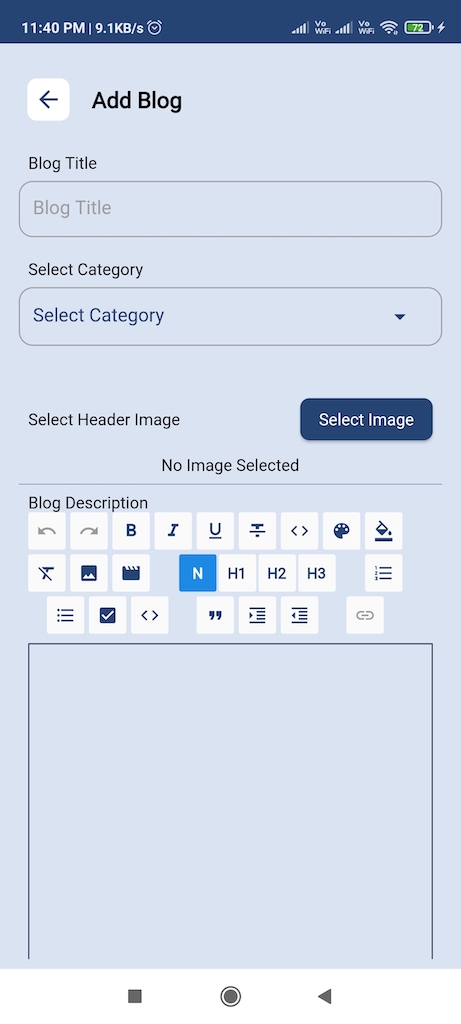 11:40 PM | 9.1KB/s
Vo WiFi Vo WiFi 72
Add Blog
Blog Title
Blog Title
Select Category
Select Category
Select Header Image
Select Image
No Image Selected
Blog Description
B I U
N H1 H2 H3